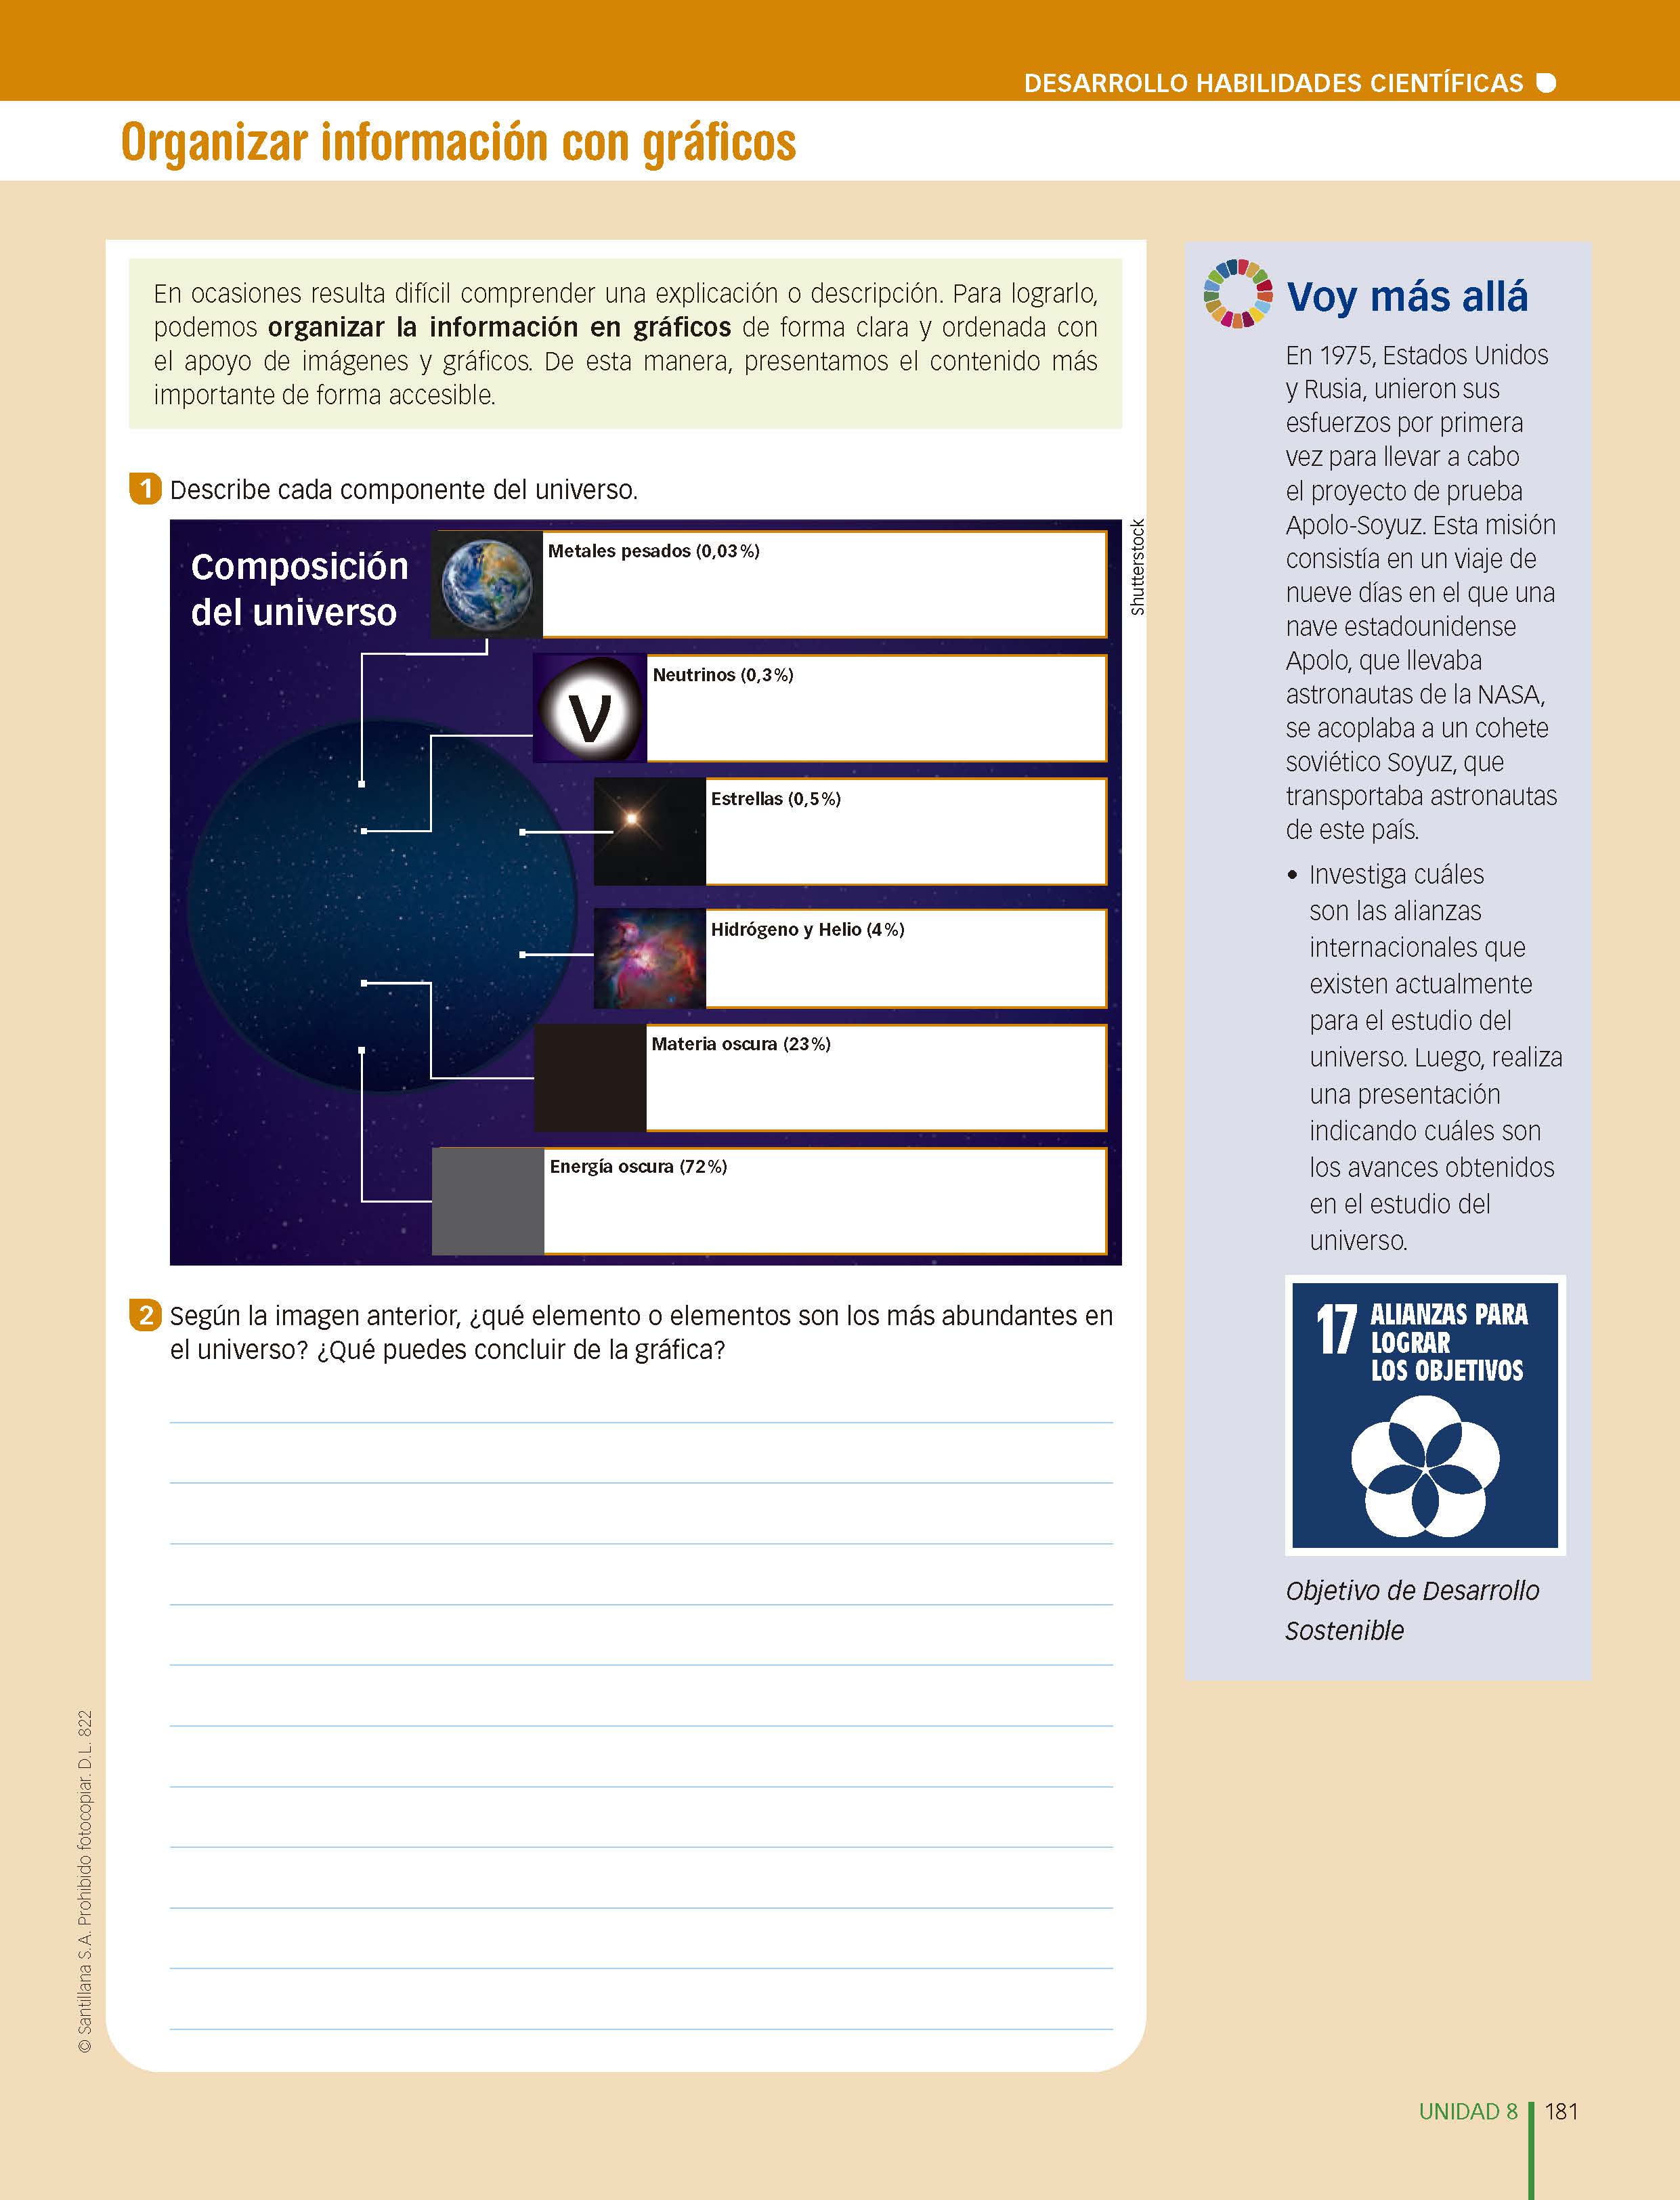 DESARROLLO HABILIDADES CIENTÍFICAS
Organizar información con gráficos
En ocasiones resulta difícil comprender una explicación o descripción. Para lograrlo,
podemos organizar la información en gráficos de forma clara y ordenada con
el apoyo de imágenes y gráficos. De esta manera, presentamos el contenido más
importante de forma accesible.
1 Describe cada componente del universo.
Composición
del universo
Metales pesados (0,03 %)
Neutrinos (0,3 %)
ν
Estrellas (0,5 %)
Hidrógeno y Helio (4 %)
Materia oscura (23 %)
Energía oscura (72 %)
Shutterstock
2 Según la imagen anterior, ¿qué elemento o elementos son los más abundantes en
el universo? ¿Qué puedes concluir de la gráfica?
Voy más allá
En 1975, Estados Unidos
y Rusia, unieron sus
esfuerzos por primera
vez para llevar a cabo
el proyecto de prueba
Apolo-Soyuz. Esta misión
consistía en un viaje de
nueve días en el que una
nave estadounidense
Apolo, que llevaba
astronautas de la NASA,
se acoplaba a un cohete
soviético Soyuz, que
transportaba astronautas
de este país.
• Investiga cuáles
son las alianzas
internacionales que
existen actualmente
para el estudio del
universo. Luego, realiza
una presentación
indicando cuáles son
los avances obtenidos
en el estudio del
universo.
17 ALIANZAS PARA
LOGRAR
LOS OBJETIVOS
Objetivo de Desarrollo
Sostenible
© Santillana S.A. Prohibido fotocopiar. D.L. 822
UNIDAD 8 181